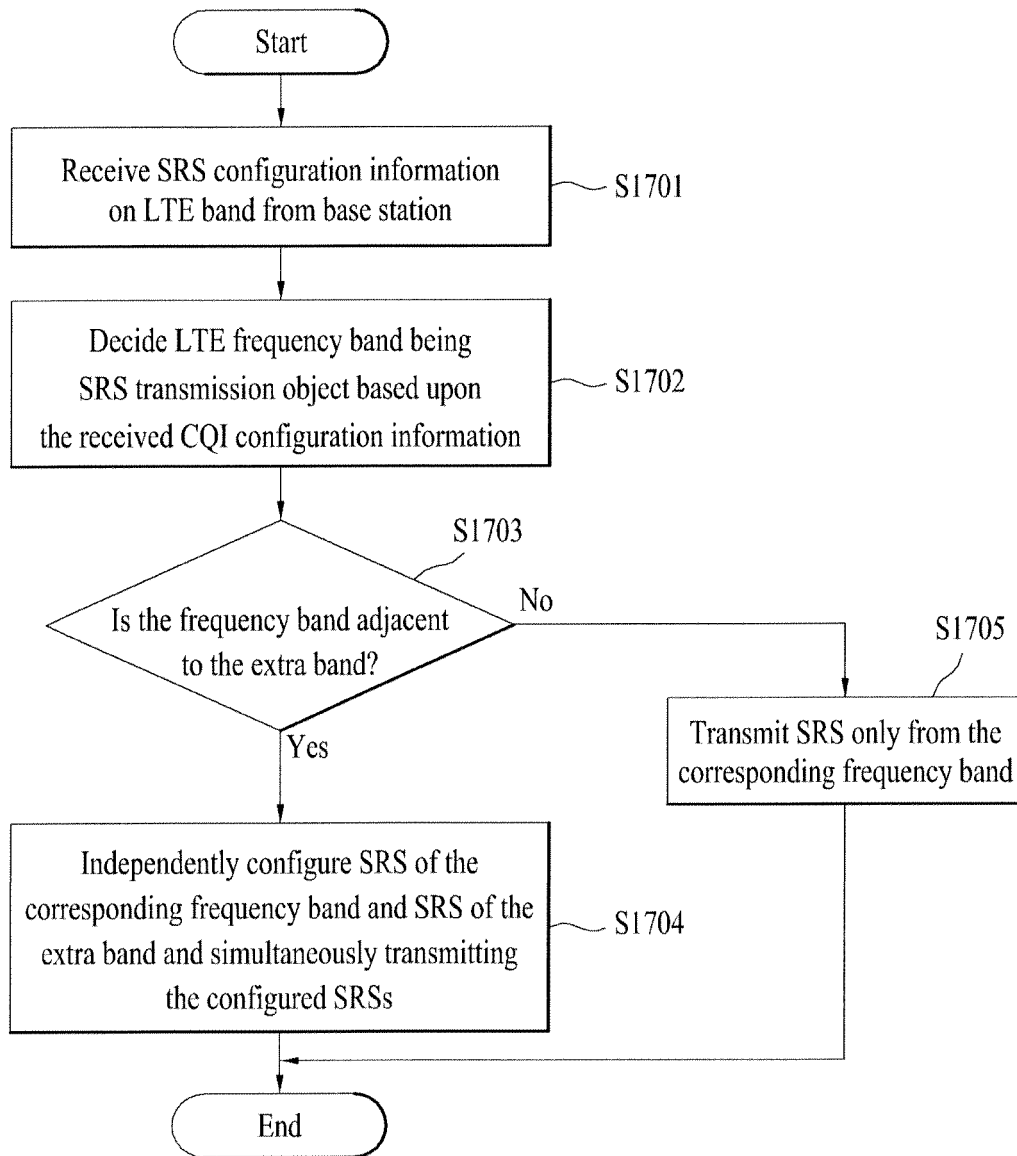 Start
Receive SRS configuration information
on LTE band from base station
S1701
Decide LTE frequency band being
SRS transmission object based upon
the received CQI configuration information
S1702
S1703
Is the frequency band adjacent
to the extra band?
No
Yes
S1705
Transmit SRS only from the
corresponding frequency band
Independently configure SRS of the
corresponding frequency band and SRS of the
extra band and simultaneously transmitting
the configured SRSs
S1704
End